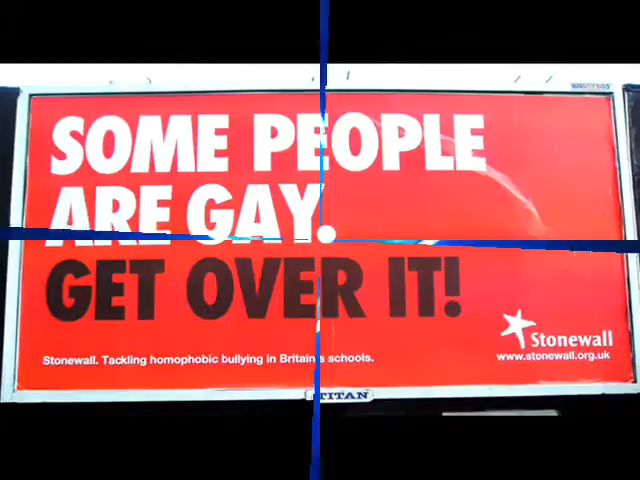 SOME PEOPLE
ARE GAY.
GET OVER IT!
Stonewall
www.stonewall.org.uk
Stonewall. Tackling homophobic bullying in Britain's schools.
TITAN